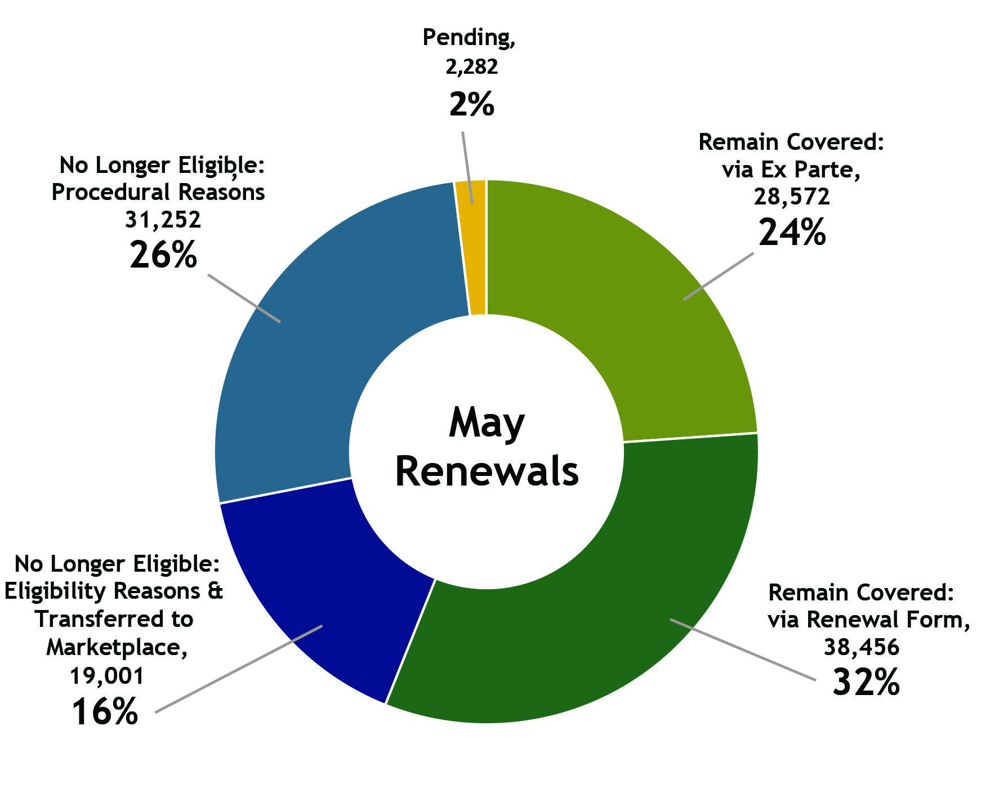 Pending,
2,282
2%
Remain Covered:
via Ex Parte,
28,572
24%
No Longer Eligible:
,
Procedural Reasons
31,252
26%
May
Renewals
No Longer Eligible:
Eligibility Reasons &
Transferred to
Marketplace,
19,001
16%
Remain Covered:
via Renewal Form,
38,456
32%